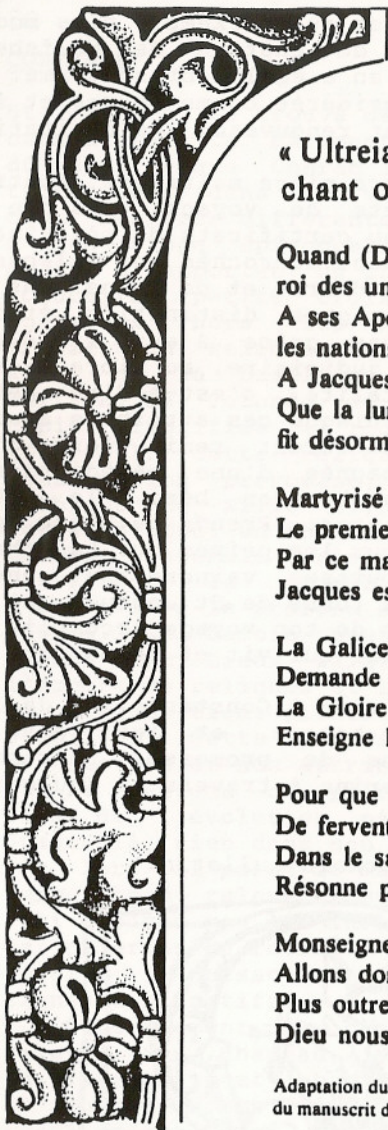 « Ultreia
chant o
Quand (D
roi des un
A ses Apo
les nation
A Jacques
Que la lu
fit désorm
Martyrisé
Le premie
Par ce ma
Jacques es
La Galice
Demande
La Gloire
Enseigne
Pour que
De fervent
Dans le sa
Résonne p
Monseigne
Allons don
Plus outre
Dieu nous
Adaptation du
du manuscrit d